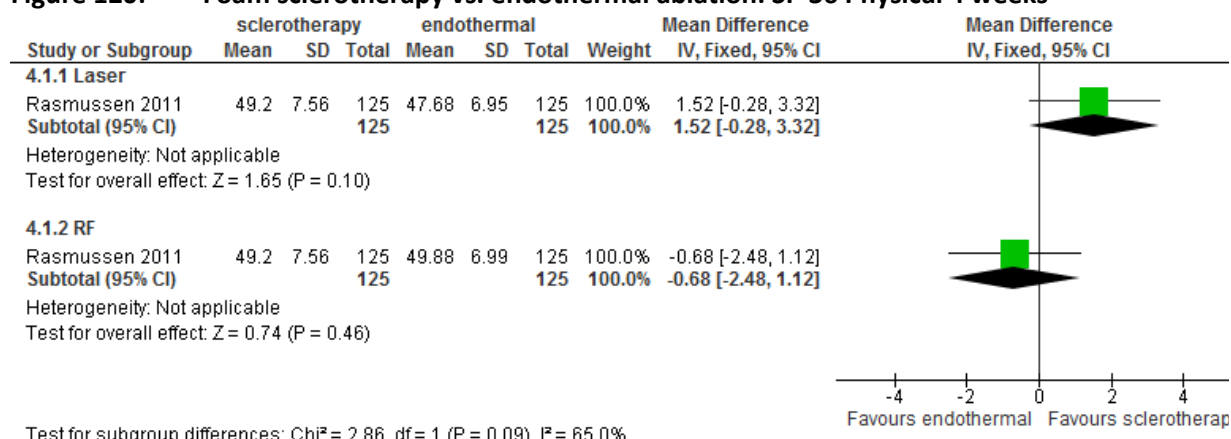 sclerotherapy endothermal Mean Difference Mean Difference
Study or Subgroup Mean SD Total Mean SD Total Weight IV, Fixed, 95% CI IV, Fixed, 95% CI
4.1.1 Laser
Rasmussen 2011 49.2 7.56 125 47.68 6.95 125 100.0% 1.52 [-0.28, 3.32]
Subtotal (95% CI) 125 125 100.0% 1.52 [-0.28, 3.32]
Heterogeneity: Not applicable
Test for overall effect: Z = 1.65 (P = 0.10)
4.1.2 RF
Rasmussen 2011 49.2 7.56 125 49.88 6.99 125 100.0% -0.68 [-2.48, 1.12]
Subtotal (95% CI) 125 125 100.0% -0.68 [-2.48, 1.12]
Heterogeneity: Not applicable
Test for overall effect: Z = 0.74 (P = 0.46)
-4 -2 0 2 4
Favours endothermal Favours sclerotherap
Test for subgroup differences: Chi² = 2.86, df = 1 (P = 0.09), I² = 65.0%